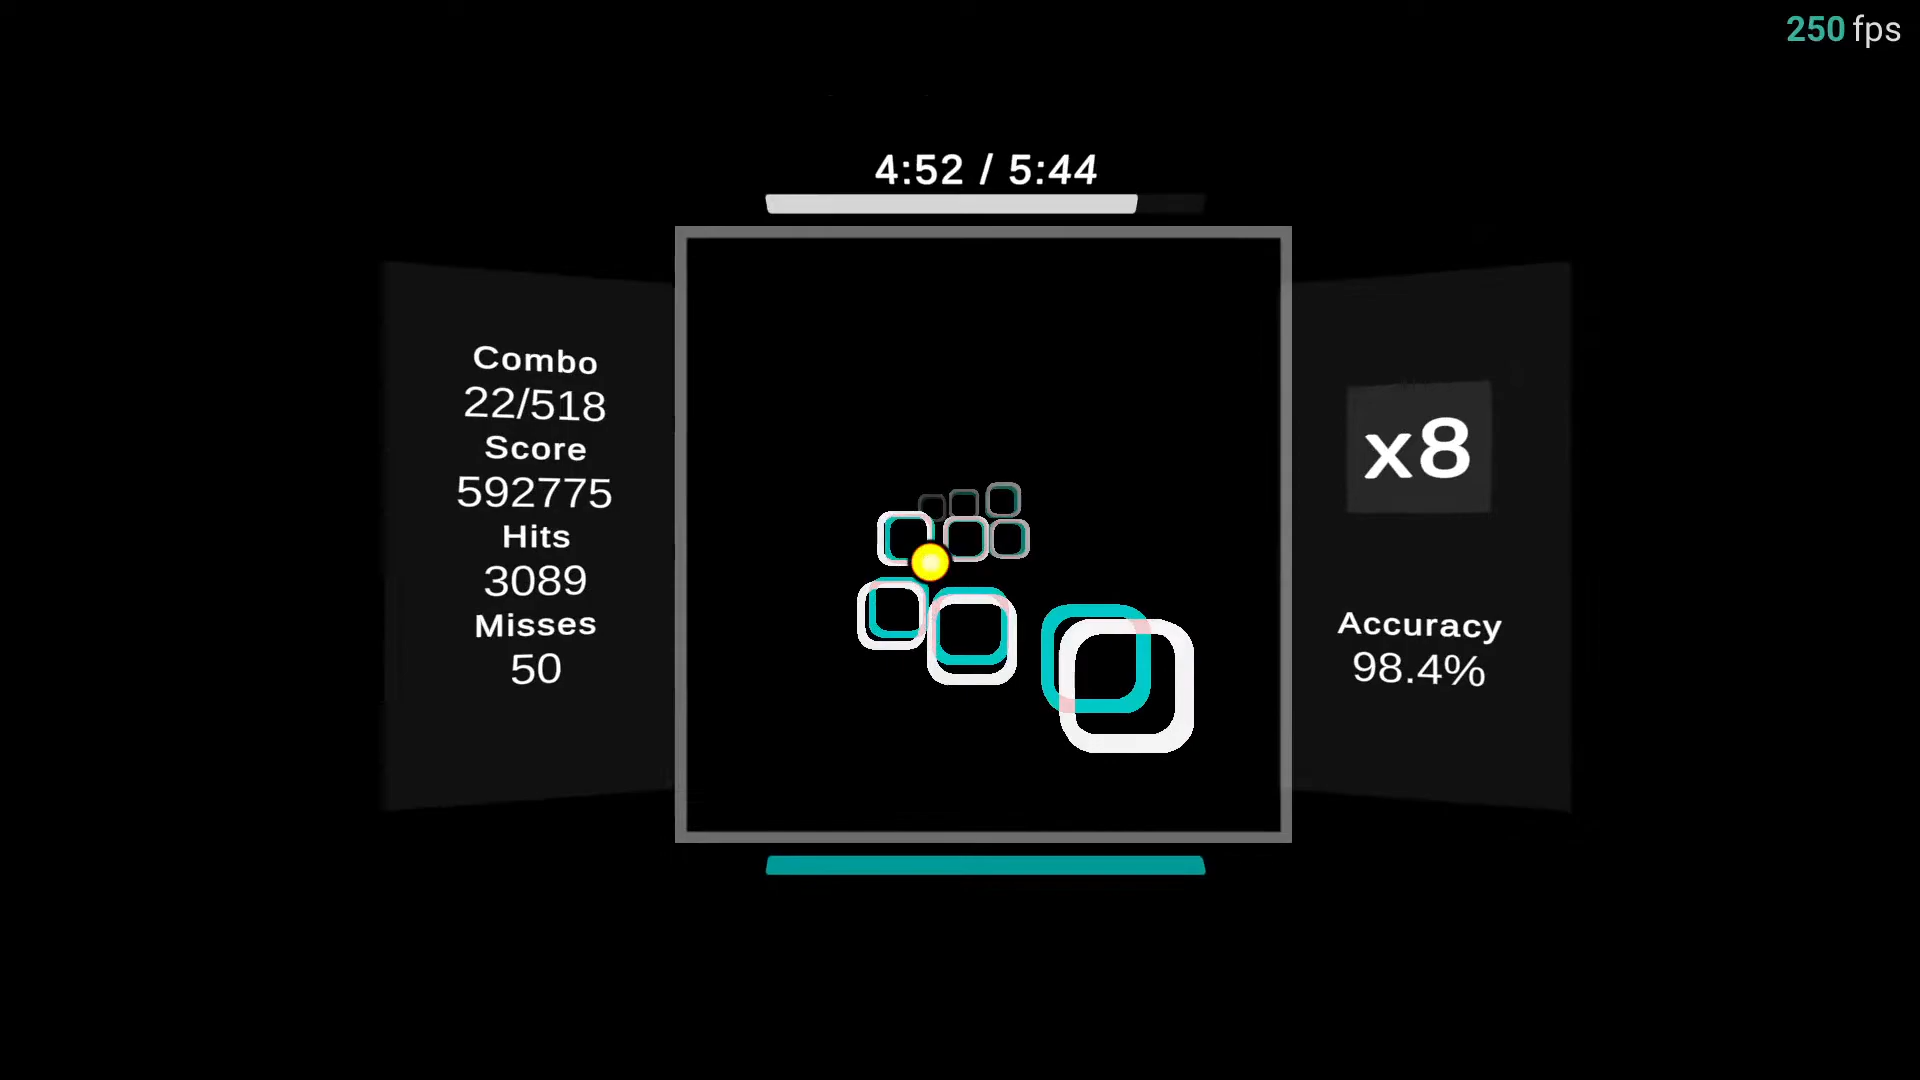 250 fps
4:52 / 5:44
Combo
22/518
Score
592775
Hits
3089
Misses
50
x8
Accuracy
98.4%